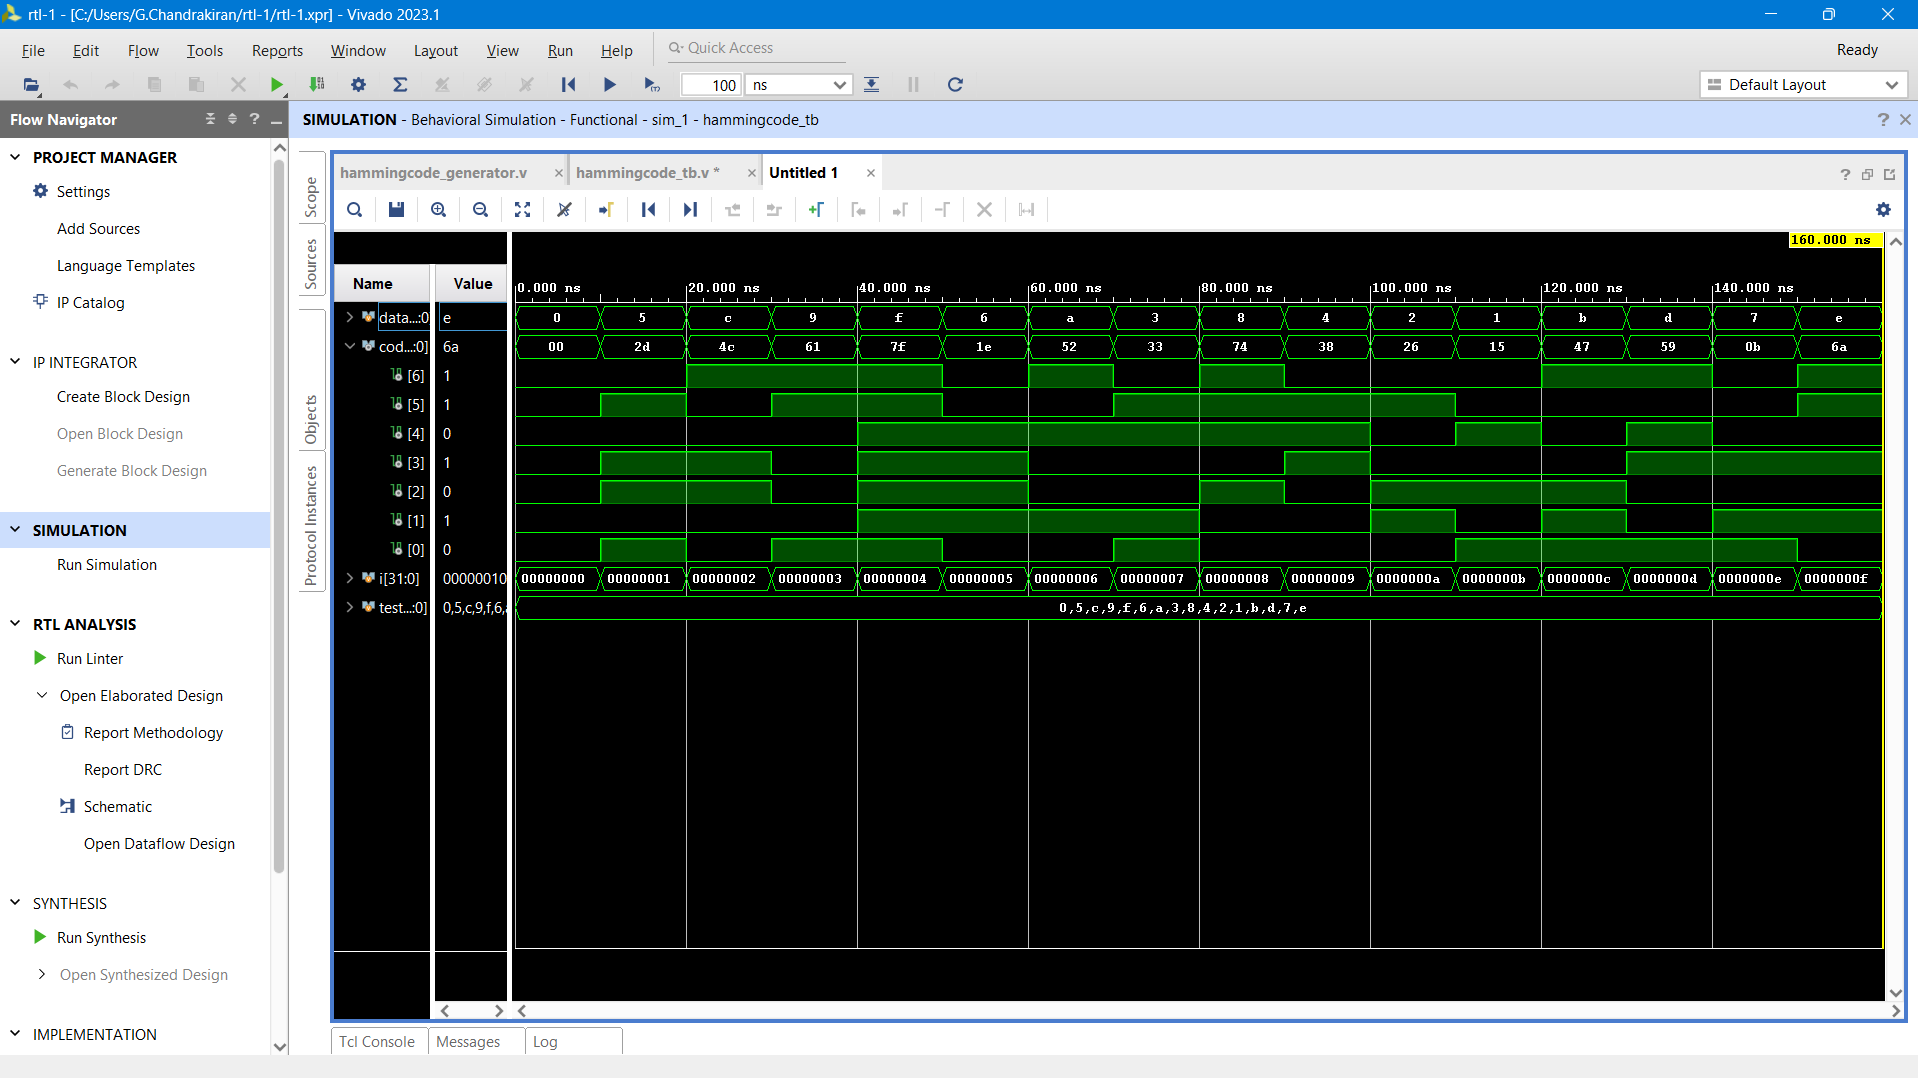 rtl-1 - [C:/Users/G.Chandrakiran/rtl-1/rtl-1.xpr] - Vivado 2023.1
File Edit Flow Tools Reports Window Layout View Run Help Quick Access Ready
100 ns Default Layout
Flow Navigator
SIMULATION - Behavioral Simulation - Functional - sim_1 - hammingcode_tb
PROJECT MANAGER
Settings
Add Sources
Language Templates
IP Catalog
IP INTEGRATOR
Create Block Design
Open Block Design
Generate Block Design
SIMULATION
Run Simulation
RTL ANALYSIS
Run Linter
Open Elaborated Design
Report Methodology
Report DRC
Schematic
Open Dataflow Design
SYNTHESIS
Run Synthesis
Open Synthesized Design
IMPLEMENTATION
Scope
Sources
Objects
Protocol Instances
hammingcode_generator.v hammingcode_tb.v * Untitled 1
160.000 ns
Name Value 0.000 ns 20.000 ns 40.000 ns 60.000 ns 80.000 ns 100.000 ns 120.000 ns 140.000 ns
data...:0] e 0 5 c 9 f 6 a 3 8 4 2 1 b d 7 e
cod...:0] 6a 00 2d 4c 61 7f 1e 52 33 74 38 26 15 47 59 0b 6a
[6] 1
[5] 1
[4] 0
[3] 1
[2] 0
[1] 1
[0] 0
i[31:0] 00000010 00000000 00000001 00000002 00000003 00000004 00000005 00000006 00000007 00000008 00000009 0000000a 0000000b 0000000c 0000000d 0000000e 0000000f
test...:0] 0,5,c,9,f,6,a 0,5,c,9,f,6,a,3,8,4,2,1,b,d,7,e
Tcl Console Messages Log